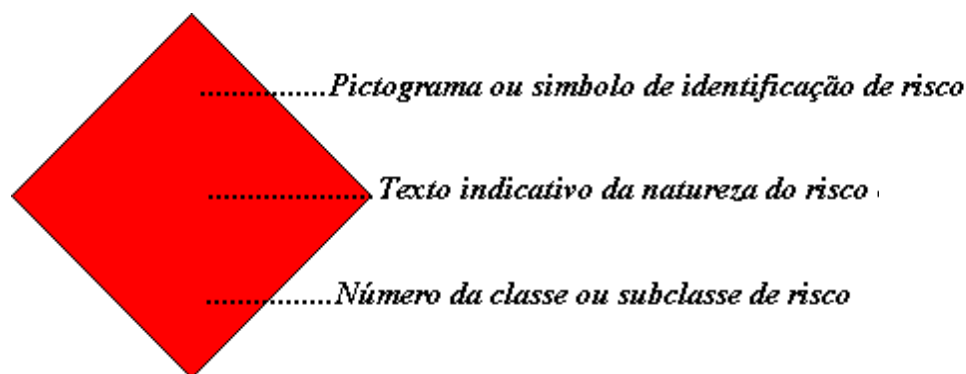 ................Pictograma ou simbolo de identificação de risco
.....................Texto indicativo da natureza do risco
................Número da classe ou subclasse de risco